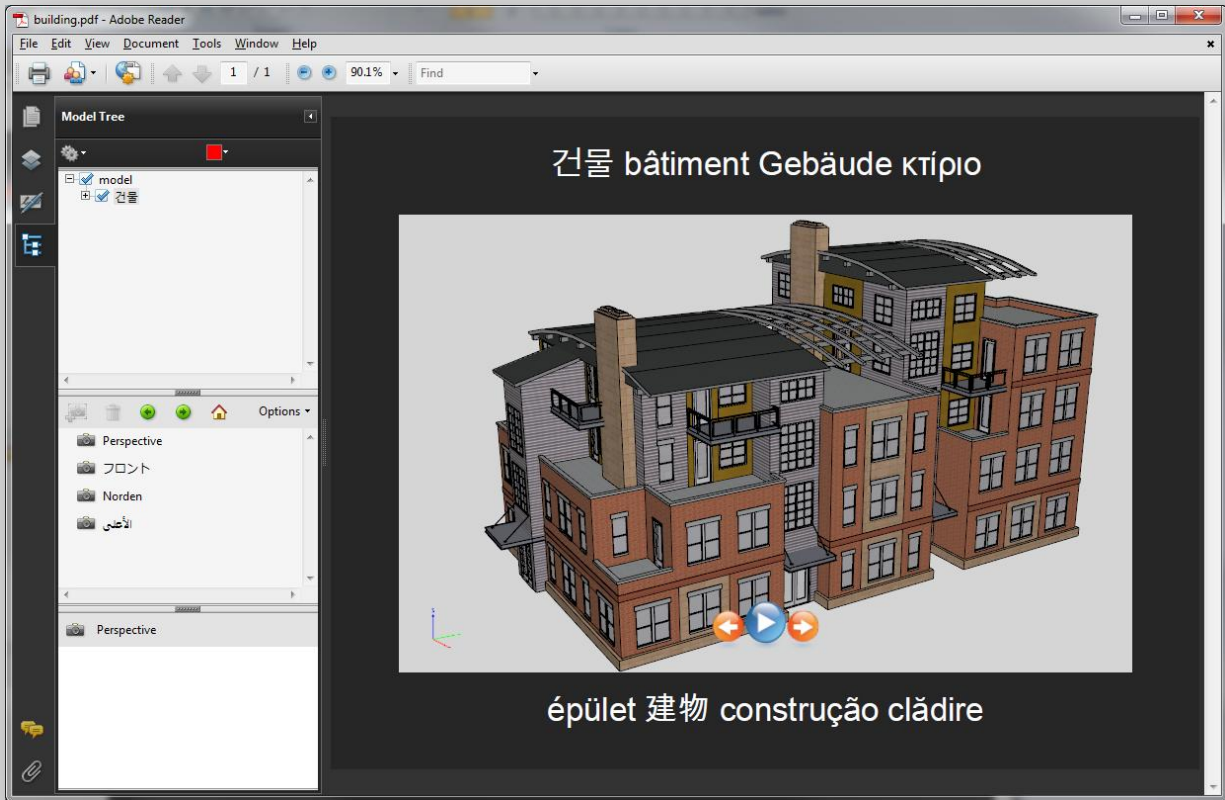 building.pdf - Adobe Reader
File Edit View Document Tools Window Help
1 / 1 90.1% Find
Model Tree
model
건물
Options
Perspective
フロント
Norden
الأعلى
Perspective
건물 bâtiment Gebäude κτίριο
épület 建物 construção clădire